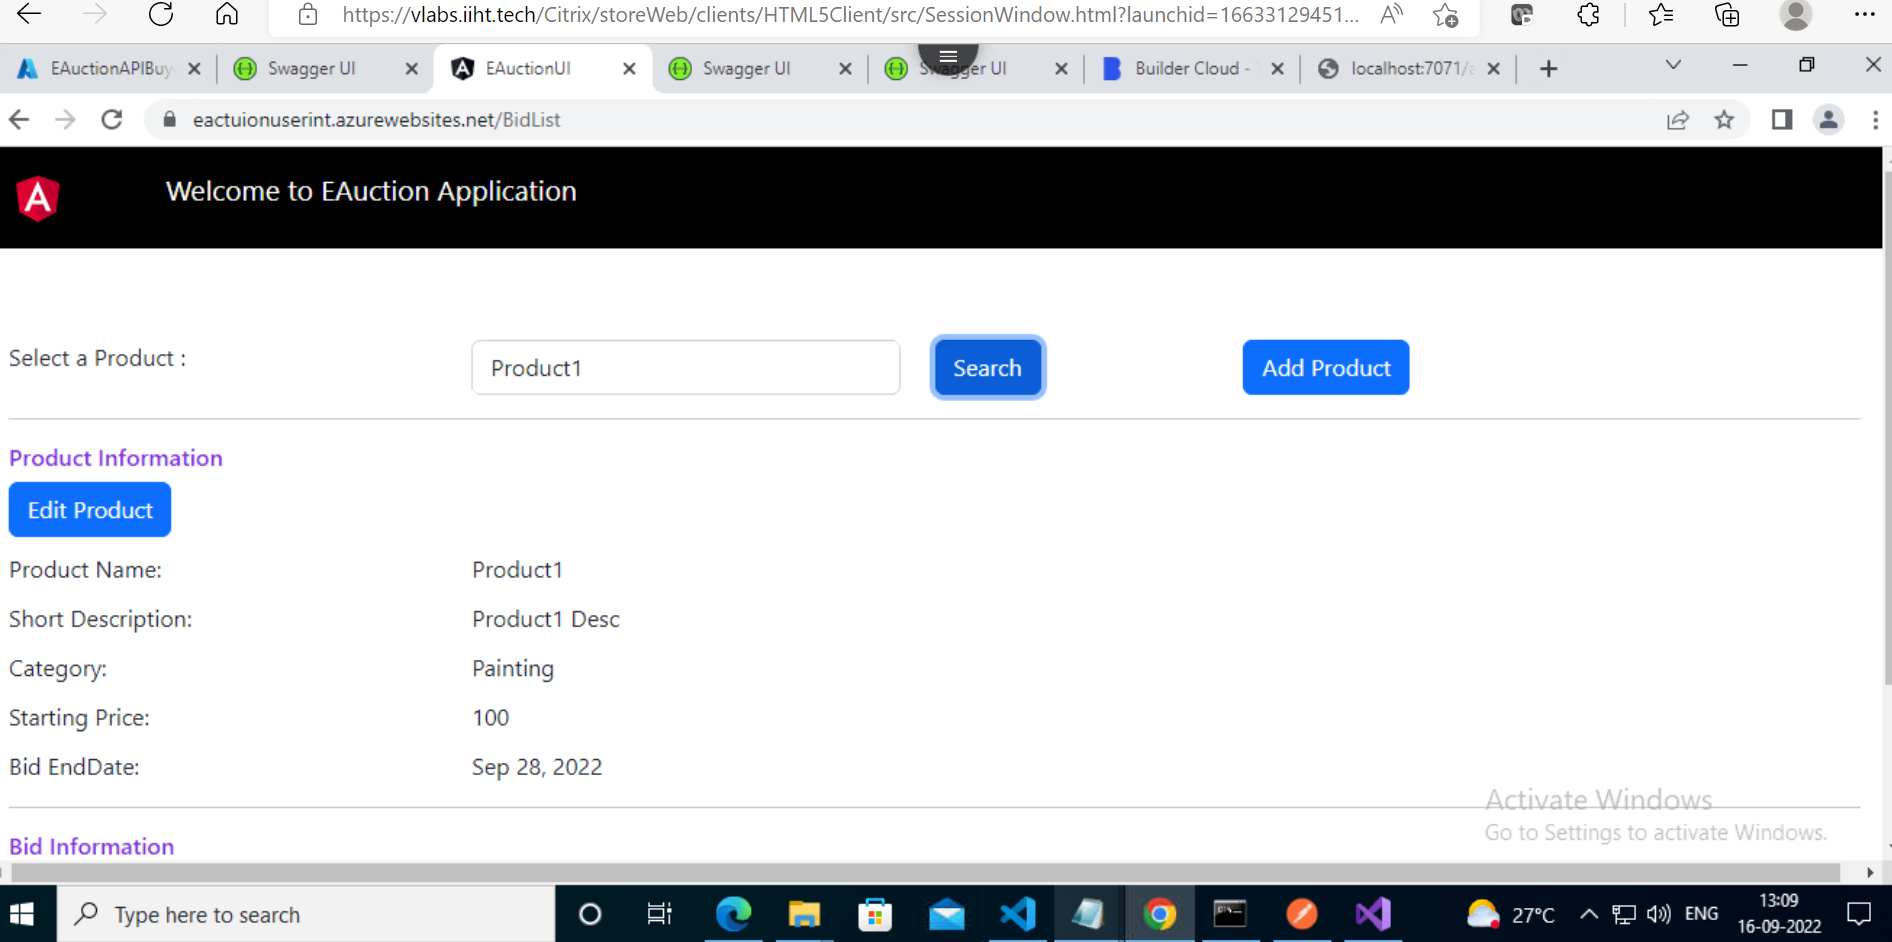 https://vlabs.iiht.tech/Citrix/storeWeb/clients/HTML5Client/src/SessionWindow.html?launchid=16633129451...
EAuctionAPIBuy Swagger UI EAuctionUI Swagger UI Swagger UI Builder Cloud - localhost:7071/
eactuionuserint.azurewebsites.net/BidList
Welcome to EAuction Application
Select a Product : Product1 Search Add Product
Product Information
Edit Product
Product Name: Product1
Short Description: Product1 Desc
Category: Painting
Starting Price: 100
Bid EndDate: Sep 28, 2022
Activate Windows
Go to Settings to activate Windows.
Bid Information
Type here to search 27°C ENG 13:09
16-09-2022